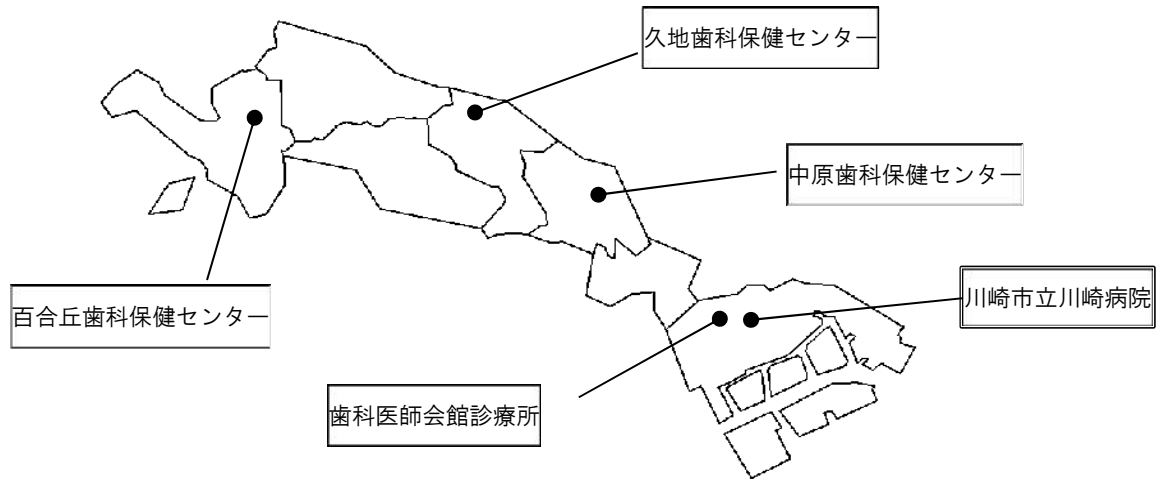 久地歯科保健センター
中原歯科保健センター
川崎市立川崎病院
百合丘歯科保健センター
歯科医師会館診療所